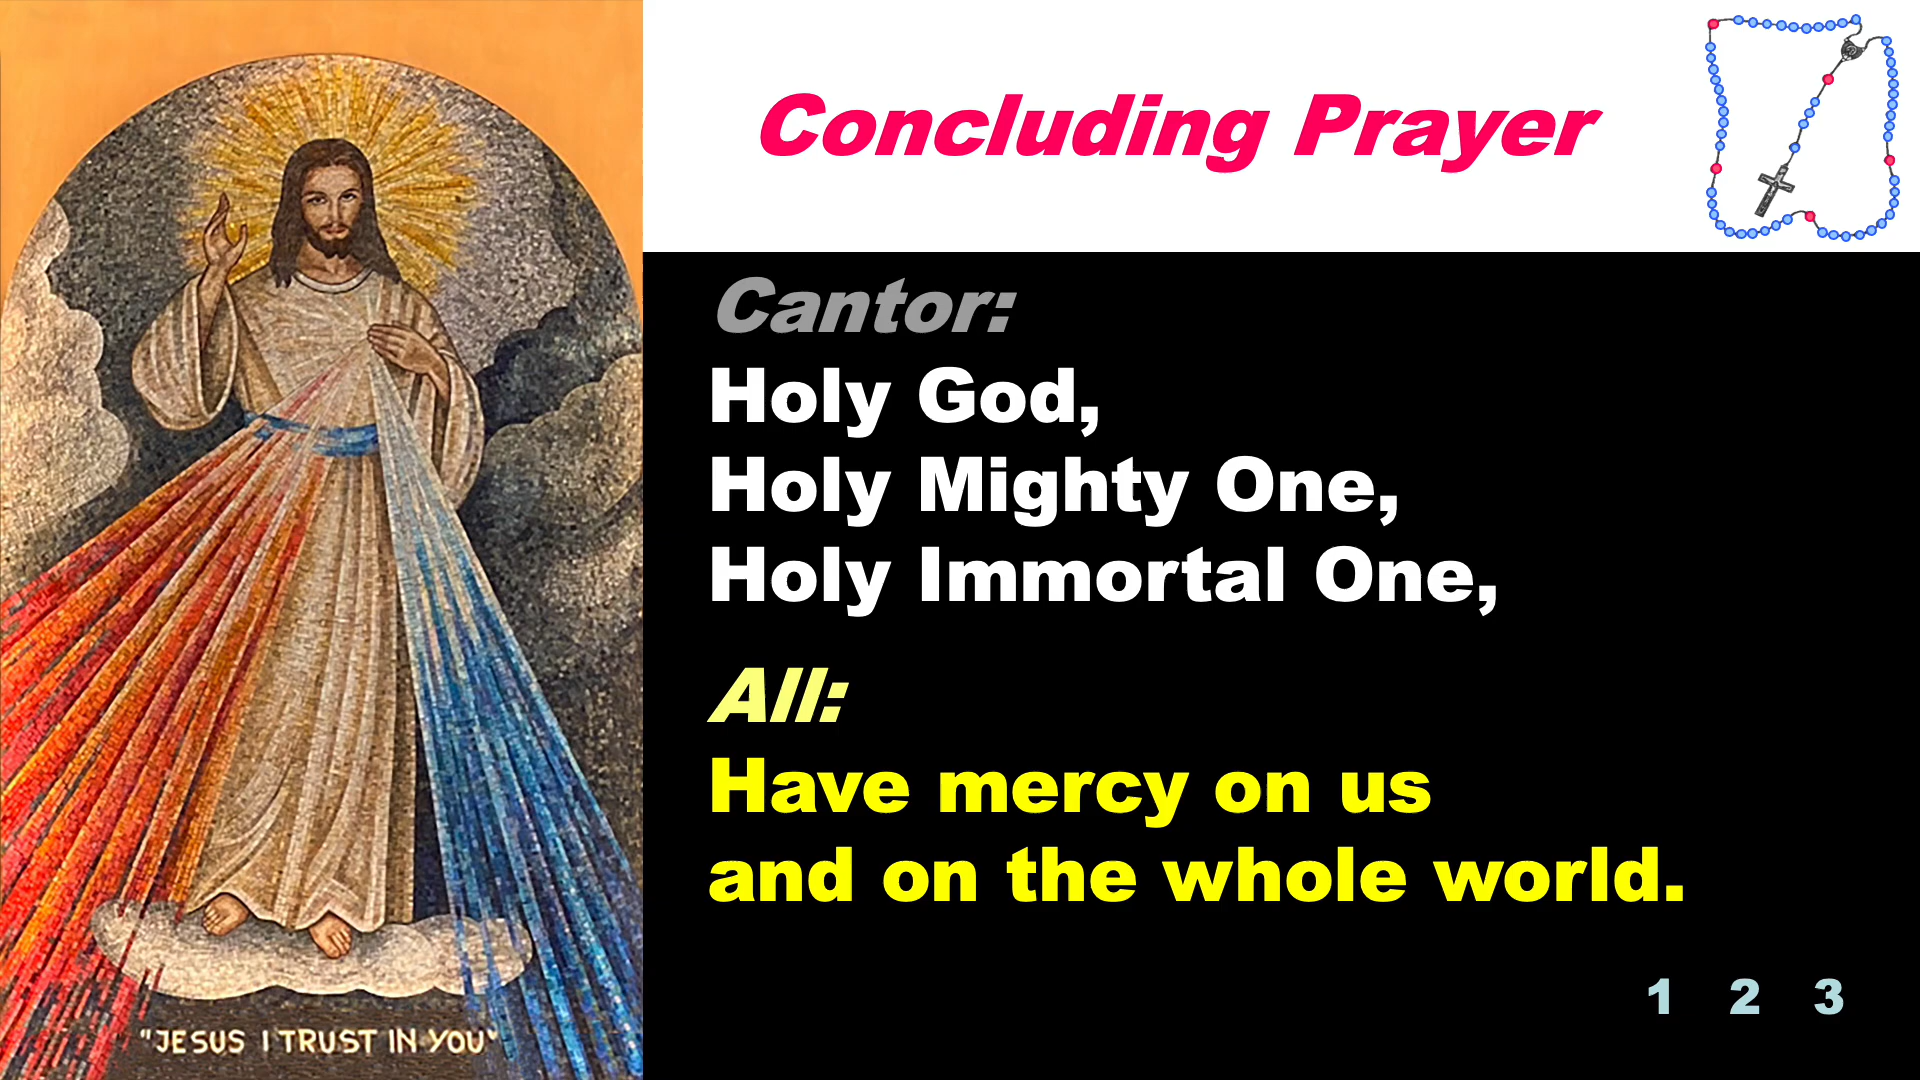 Concluding Prayer
Cantor:
Holy God,
Holy Mighty One,
Holy Immortal One,
All:
Have mercy on us
and on the whole world.
1 2 3
"JESUS I TRUST IN YOU"